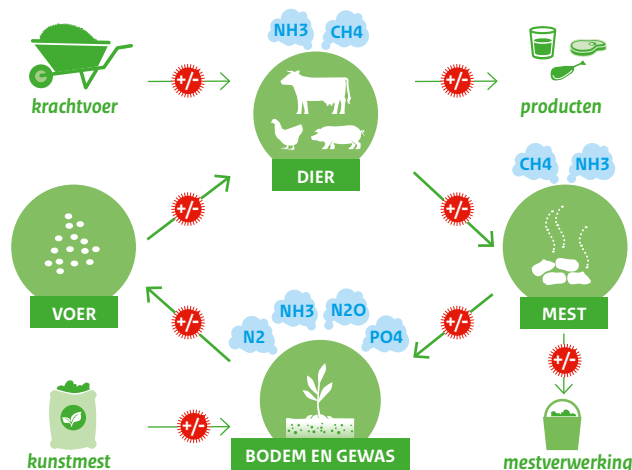 NH3
CH4
+/-
+/-
krachtvoer
producten
DIER
CH4
NH3
+/-
+/-
VOER
MEST
N2
NH3
N2O
PO4
+/-
+/-
+/-
+/-
kunstmest
BODEM EN GEWAS
mestverwerking